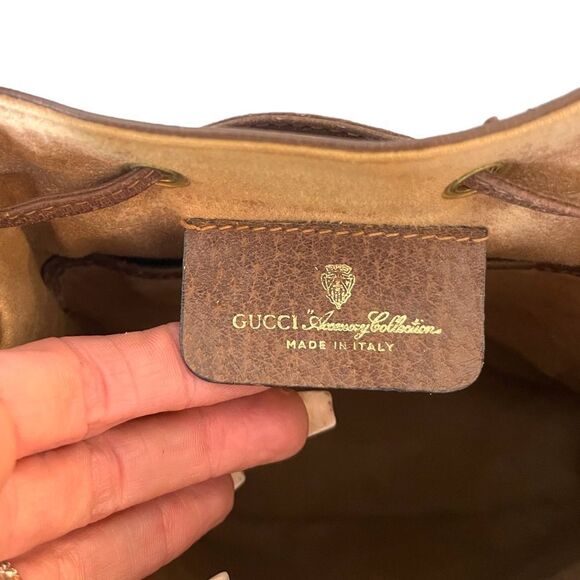 GUCCI "Accessory Collection"
MADE IN ITALY